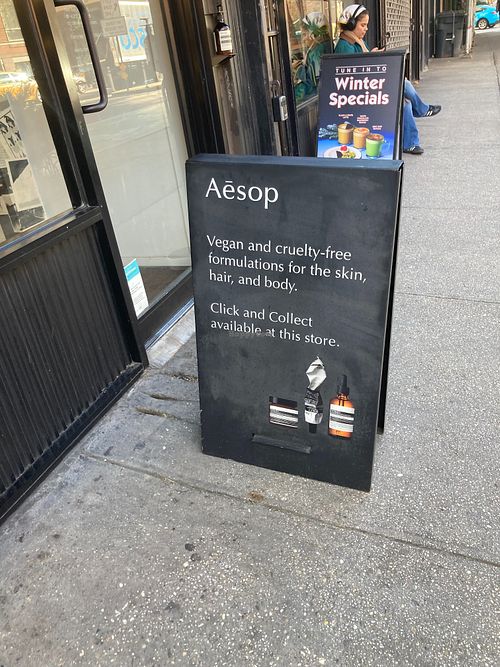 TUNE IN TO
Winter
Specials
Aēsop
Vegan and cruelty-free
formulations for the skin,
hair, and body.
Click and Collect
available at this store.